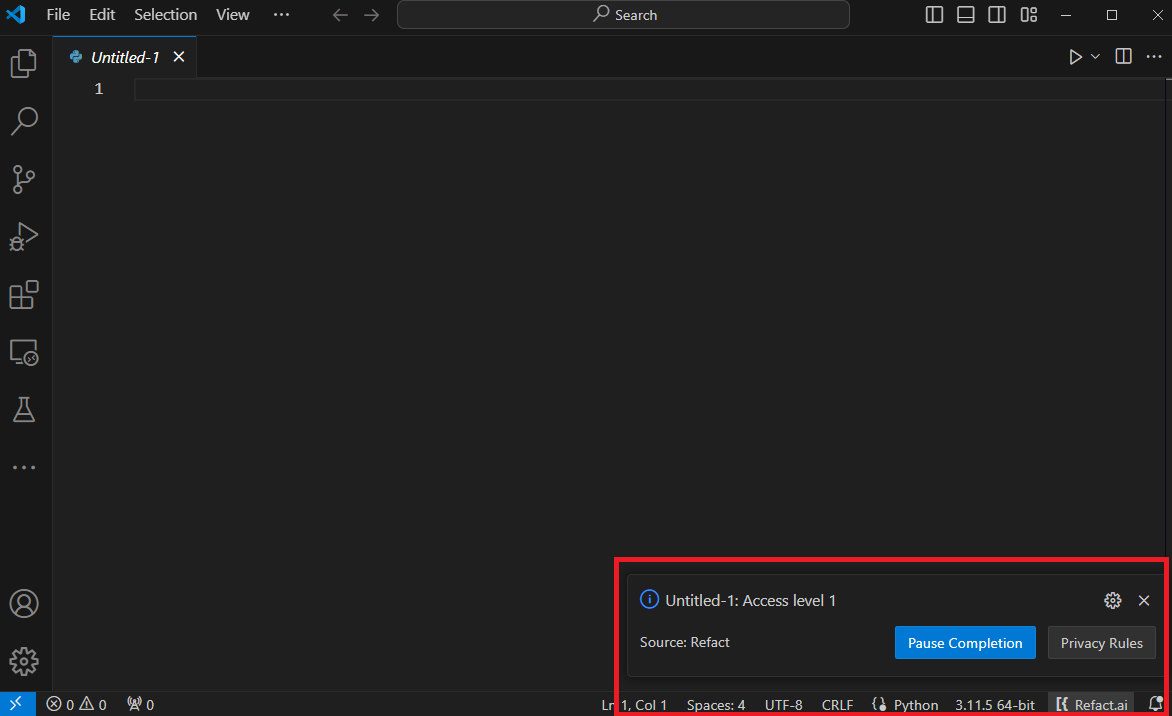 File Edit Selection View ··· Search
Untitled-1
1
Untitled-1: Access level 1
Source: Refact Pause Completion Privacy Rules
0 0 0 Ln 1, Col 1 Spaces: 4 UTF-8 CRLF Python 3.11.5 64-bit Refact.ai